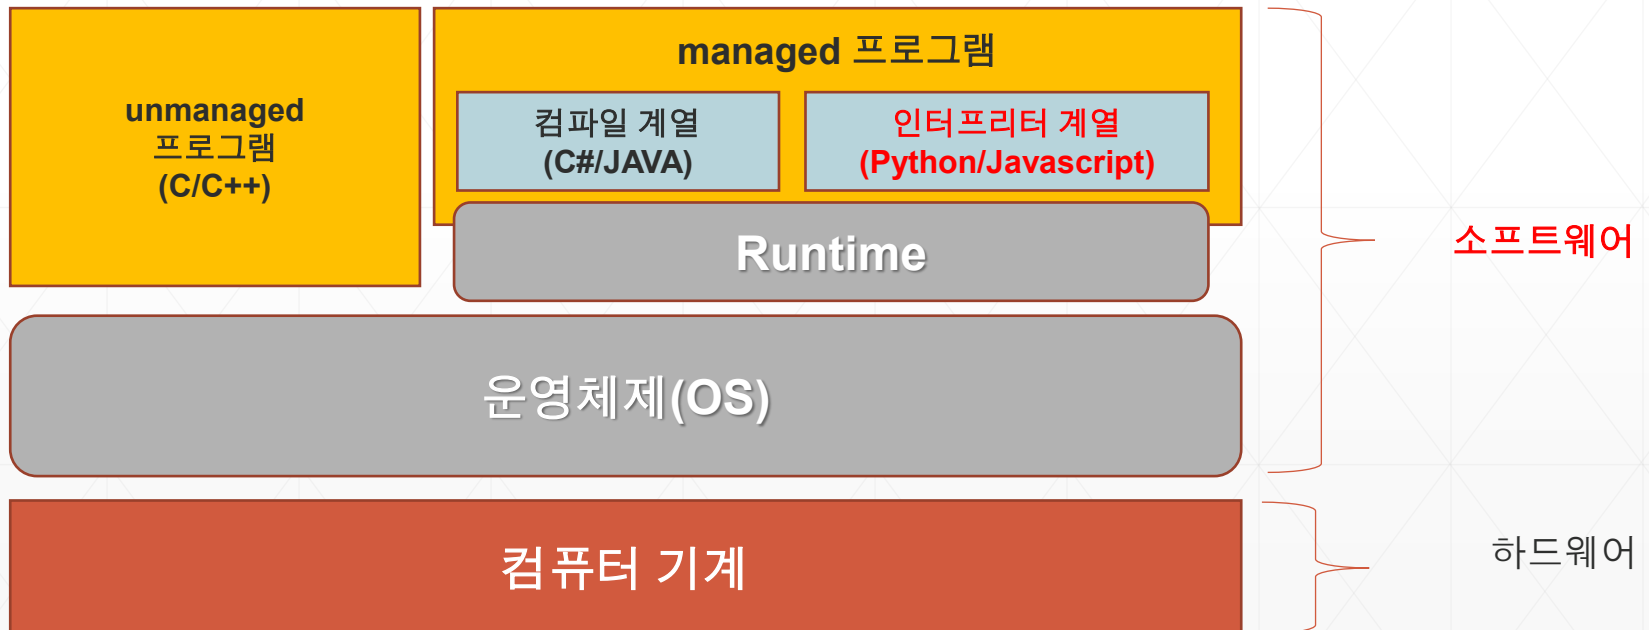 unmanaged
프로그램
(C/C++)
managed 프로그램
컴파일 계열
(C#/JAVA)
인터프리터 계열
(Python/Javascript)
Runtime
소프트웨어
운영체제(OS)
컴퓨터 기계
하드웨어